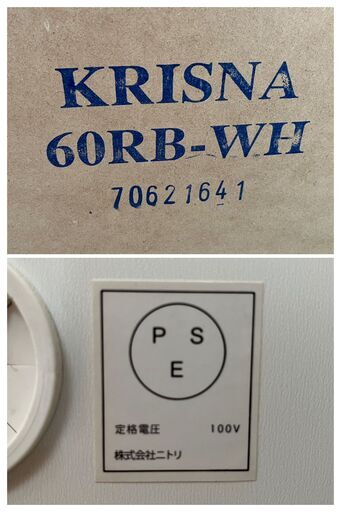 KRISNA
60RB-WH
70621641
P S
E
定格電圧 100V
株式会社ニトリ